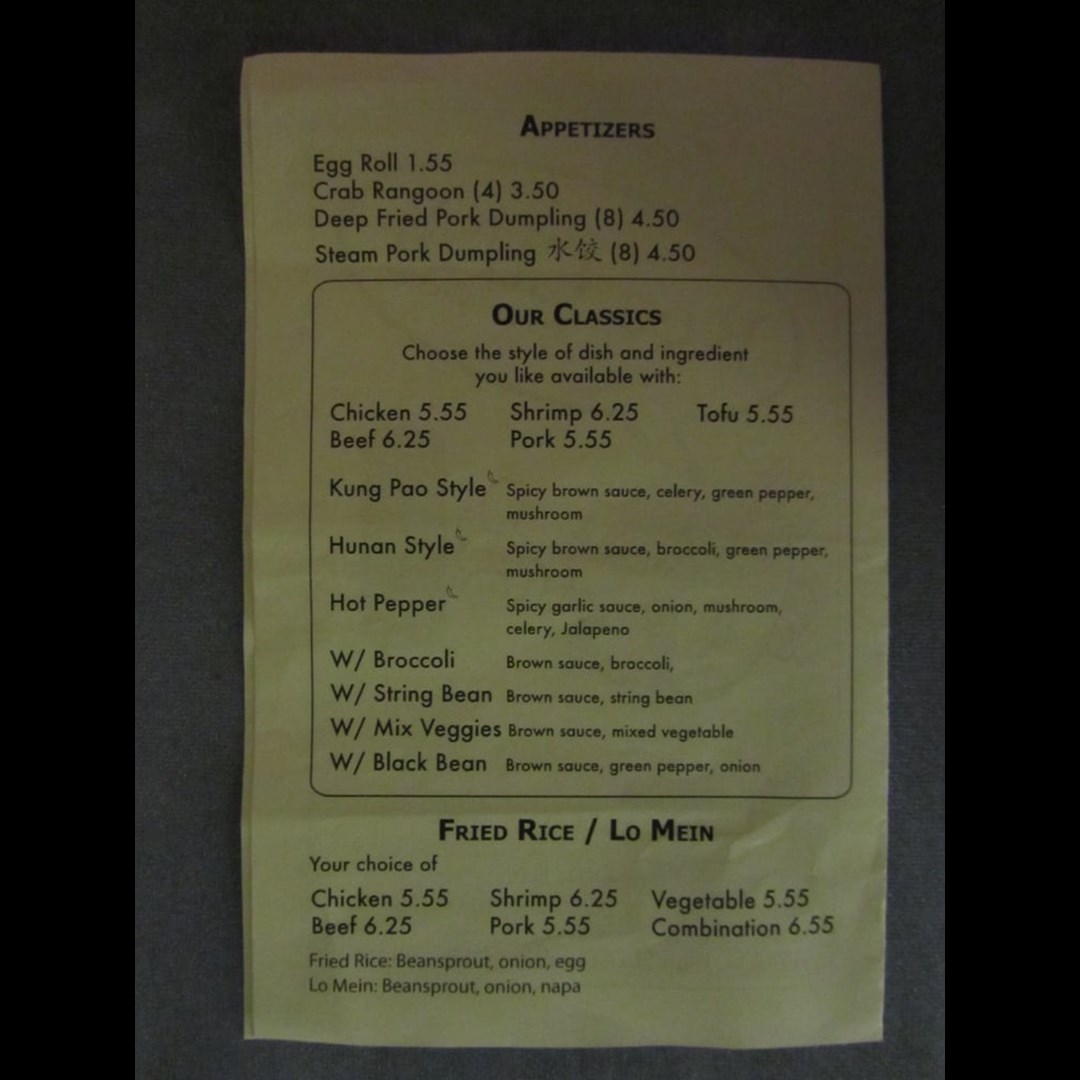 APPETIZERS
Egg Roll 1.55
Crab Rangoon (4) 3.50
Deep Fried Pork Dumpling (8) 4.50
Steam Pork Dumpling 水饺 (8) 4.50
OUR CLASSICS
Choose the style of dish and ingredient
you like available with:
Chicken 5.55 Shrimp 6.25 Tofu 5.55
Beef 6.25 Pork 5.55
Kung Pao Style Spicy brown sauce, celery, green pepper,
mushroom
Hunan Style Spicy brown sauce, broccoli, green pepper,
mushroom
Hot Pepper Spicy garlic sauce, onion, mushroom,
celery, Jalapeno
W/ Broccoli Brown sauce, broccoli,
W/ String Bean Brown sauce, string bean
W/ Mix Veggies Brown sauce, mixed vegetable
W/ Black Bean Brown sauce, green pepper, onion
FRIED RICE / LO MEIN
Your choice of
Chicken 5.55 Shrimp 6.25 Vegetable 5.55
Beef 6.25 Pork 5.55 Combination 6.55
Fried Rice: Beansprout, onion, egg
Lo Mein: Beansprout, onion, napa